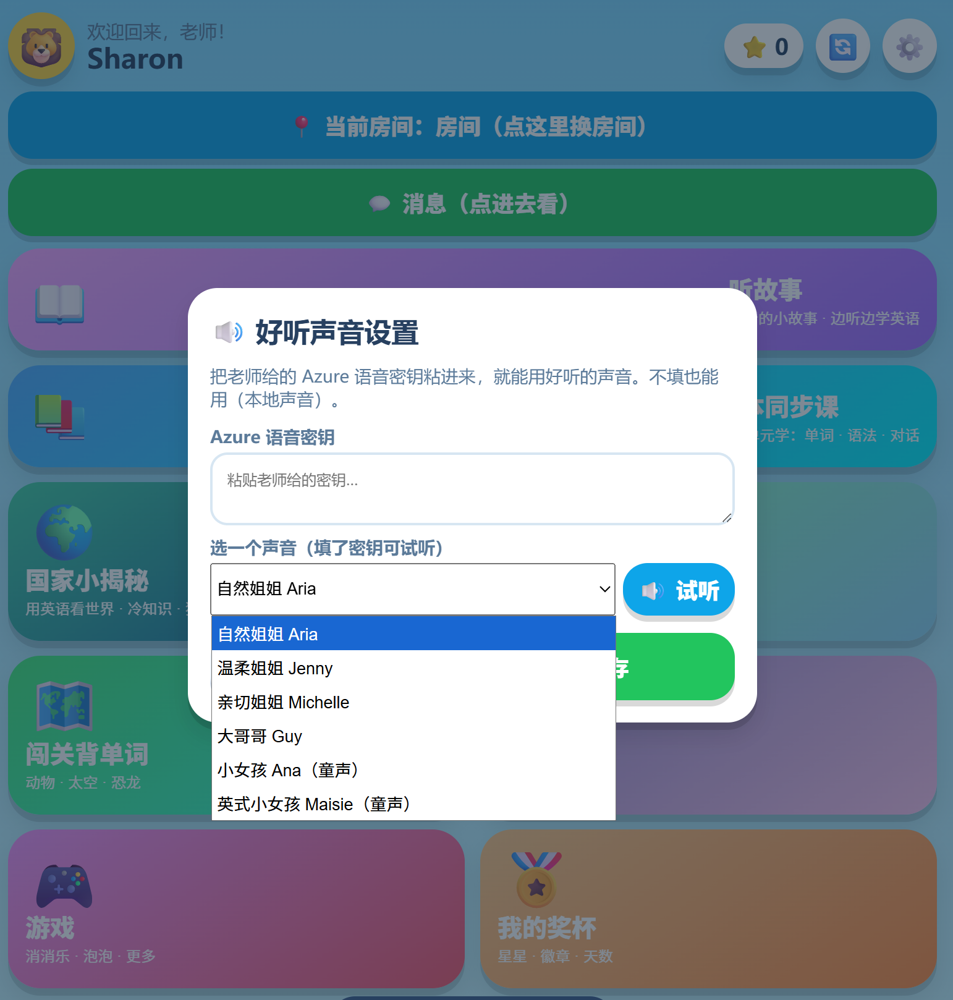 欢迎回来，老师！
Sharon
0
当前房间：房间（点这里换房间）
消息（点进去看）
听故事
的小故事 · 边听边学英语
好听声音设置
把老师给的 Azure 语音密钥粘进来，就能用好听的声音。不填也能
用（本地声音）。
Azure 语音密钥
粘贴老师给的密钥...
选一个声音（填了密钥可试听）
自然姐姐 Aria
试听
自然姐姐 Aria
温柔姐姐 Jenny
亲切姐姐 Michelle
大哥哥 Guy
小女孩 Ana（童声）
英式小女孩 Maisie（童声）
存
同步课
元学：单词 · 语法 · 对话
国家小揭秘
用英语看世界 · 冷知识 ·
闯关背单词
动物 · 太空 · 恐龙
游戏
消消乐 · 泡泡 · 更多
我的奖杯
星星 · 徽章 · 天数